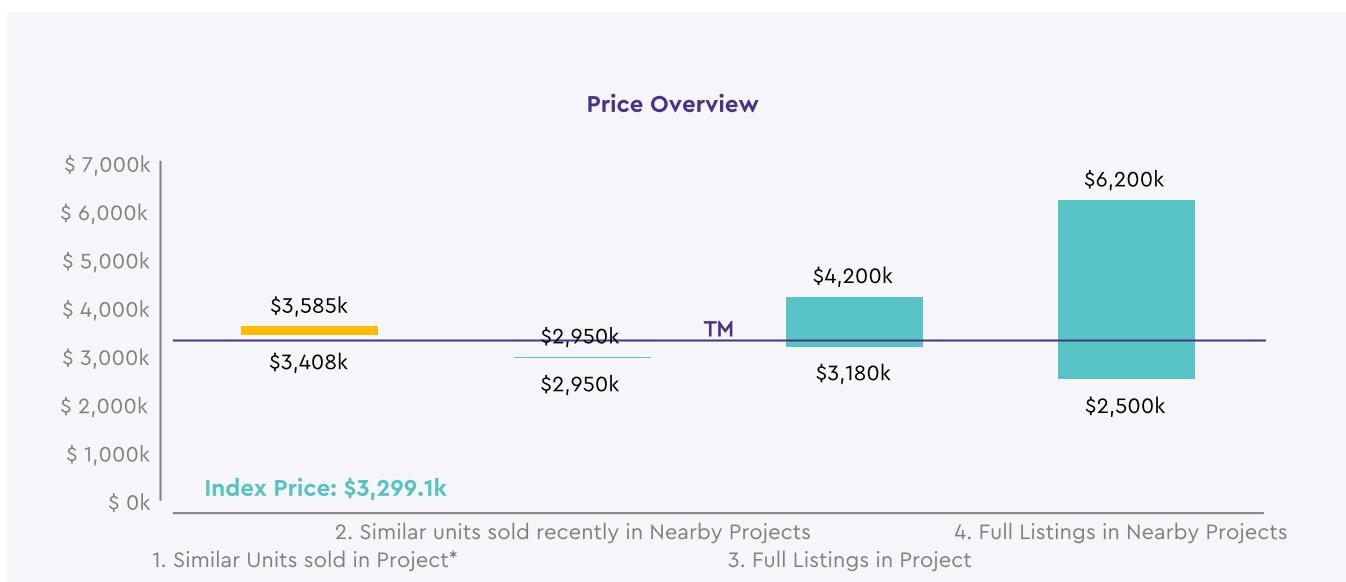 Price Overview
$ 7,000k
$ 6,000k
$ 5,000k
$ 4,000k
$ 3,000k
$ 2,000k
$ 1,000k
$ 0k
$3,585k
$3,408k
$2,950k
$2,950k
TM
$4,200k
$3,180k
$6,200k
$2,500k
Index Price: $3,299.1k
2. Similar units sold recently in Nearby Projects
4. Full Listings in Nearby Projects
1. Similar Units sold in Project*
3. Full Listings in Project